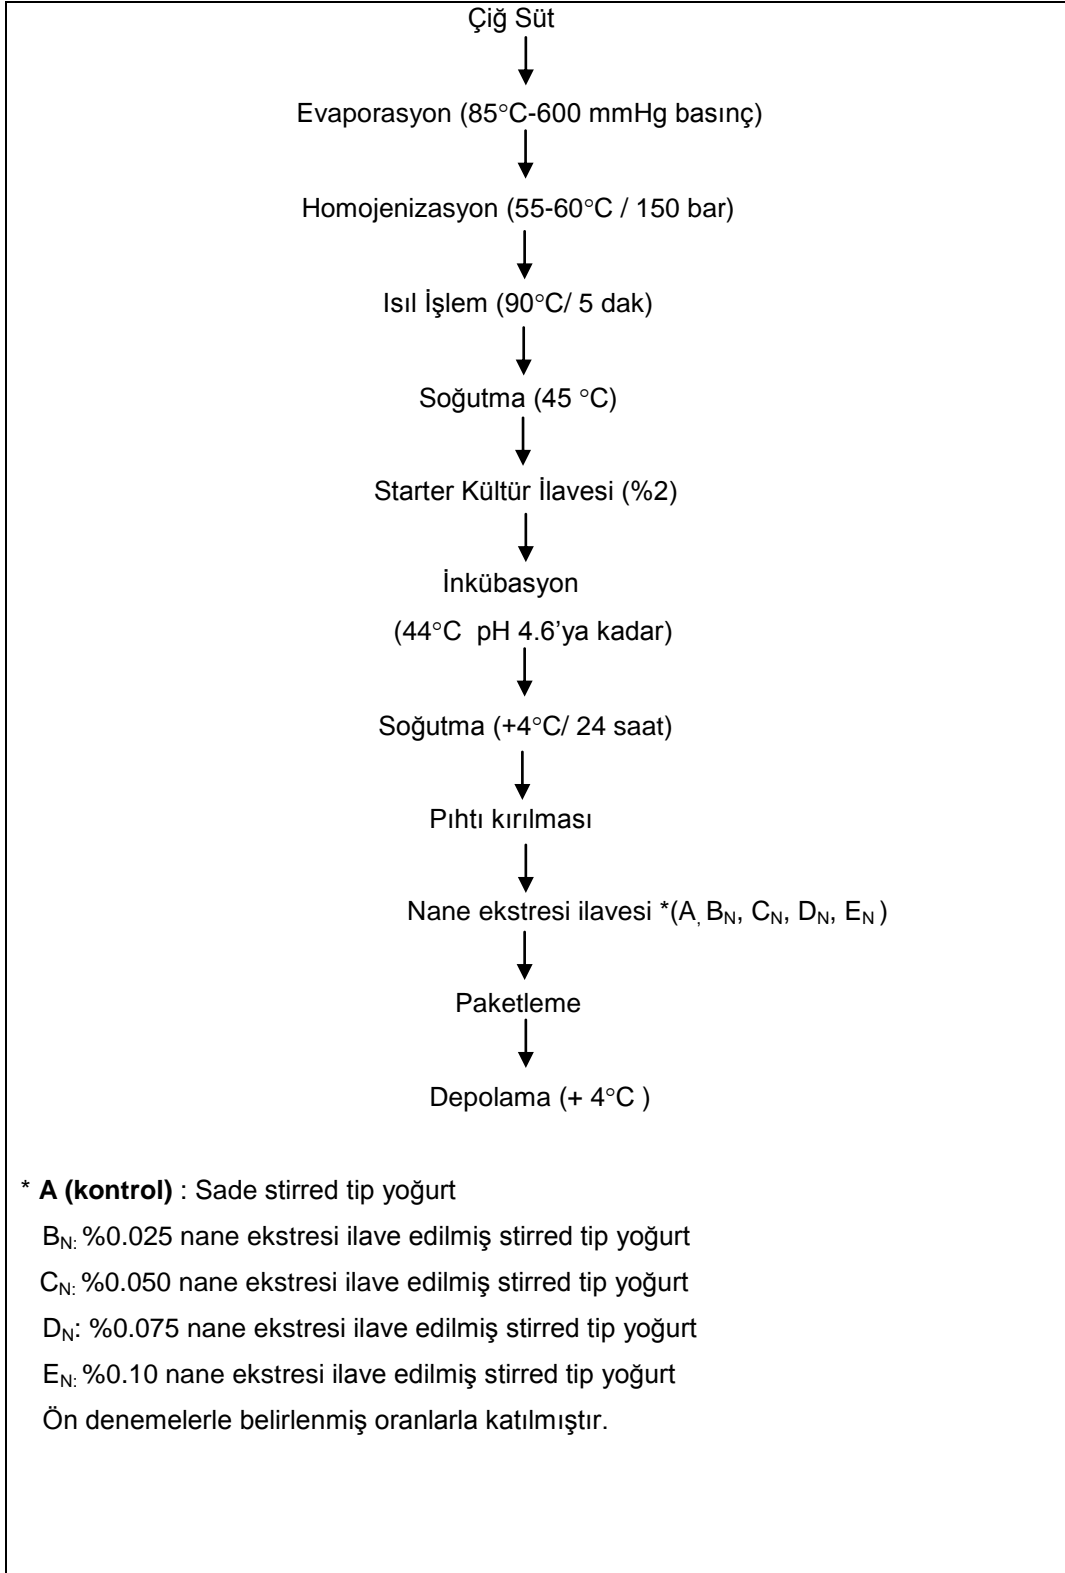 Çiğ Süt
Evaporasyon (85°C-600 mmHg basınç)
Homojenizasyon (55-60°C / 150 bar)
Isıl İşlem (90°C/ 5 dak)
Soğutma (45 °C)
Starter Kültür İlavesi (%2)
İnkübasyon
(44°C  pH 4.6’ya kadar)
Soğutma (+4°C/ 24 saat)
Pıhtı kırılması
Nane ekstresi ilavesi *(A, BN, CN, DN, EN )
Paketleme
Depolama (+ 4°C )
* A (kontrol) : Sade stirred tip yoğurt
BN: %0.025 nane ekstresi ilave edilmiş stirred tip yoğurt
CN: %0.050 nane ekstresi ilave edilmiş stirred tip yoğurt
DN: %0.075 nane ekstresi ilave edilmiş stirred tip yoğurt
EN: %0.10 nane ekstresi ilave edilmiş stirred tip yoğurt
Ön denemelerle belirlenmiş oranlarla katılmıştır.